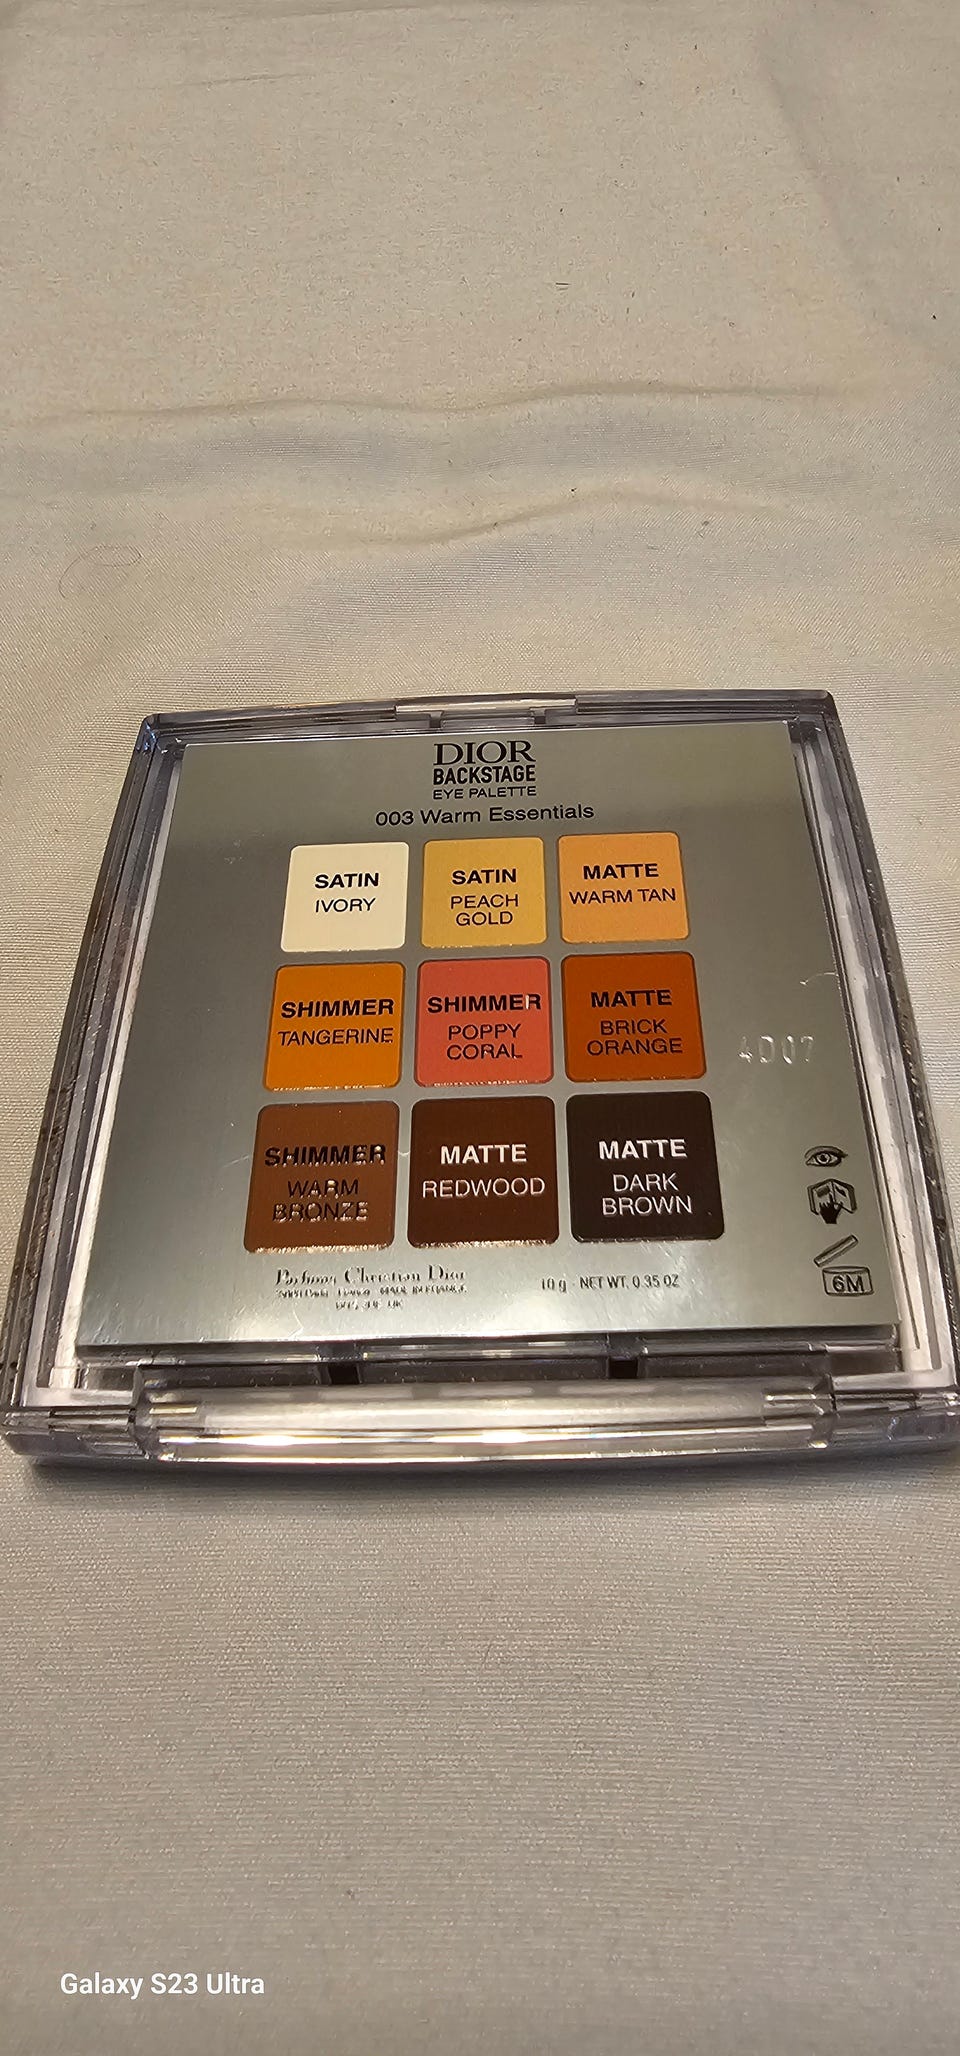 DIOR
BACKSTAGE
EYE PALETTE
003 Warm Essentials
SATIN
IVORY
SATIN
PEACH
GOLD
MATTE
WARM TAN
SHIMMER
TANGERINE
SHIMMER
POPPY
CORAL
MATTE
BRICK
ORANGE
4D07
SHIMMER
WARM
BRONZE
MATTE
REDWOOD
MATTE
DARK
BROWN
Parfums Christian Dior
10 g - NET WT. 0.35 OZ
6M
Galaxy S23 Ultra